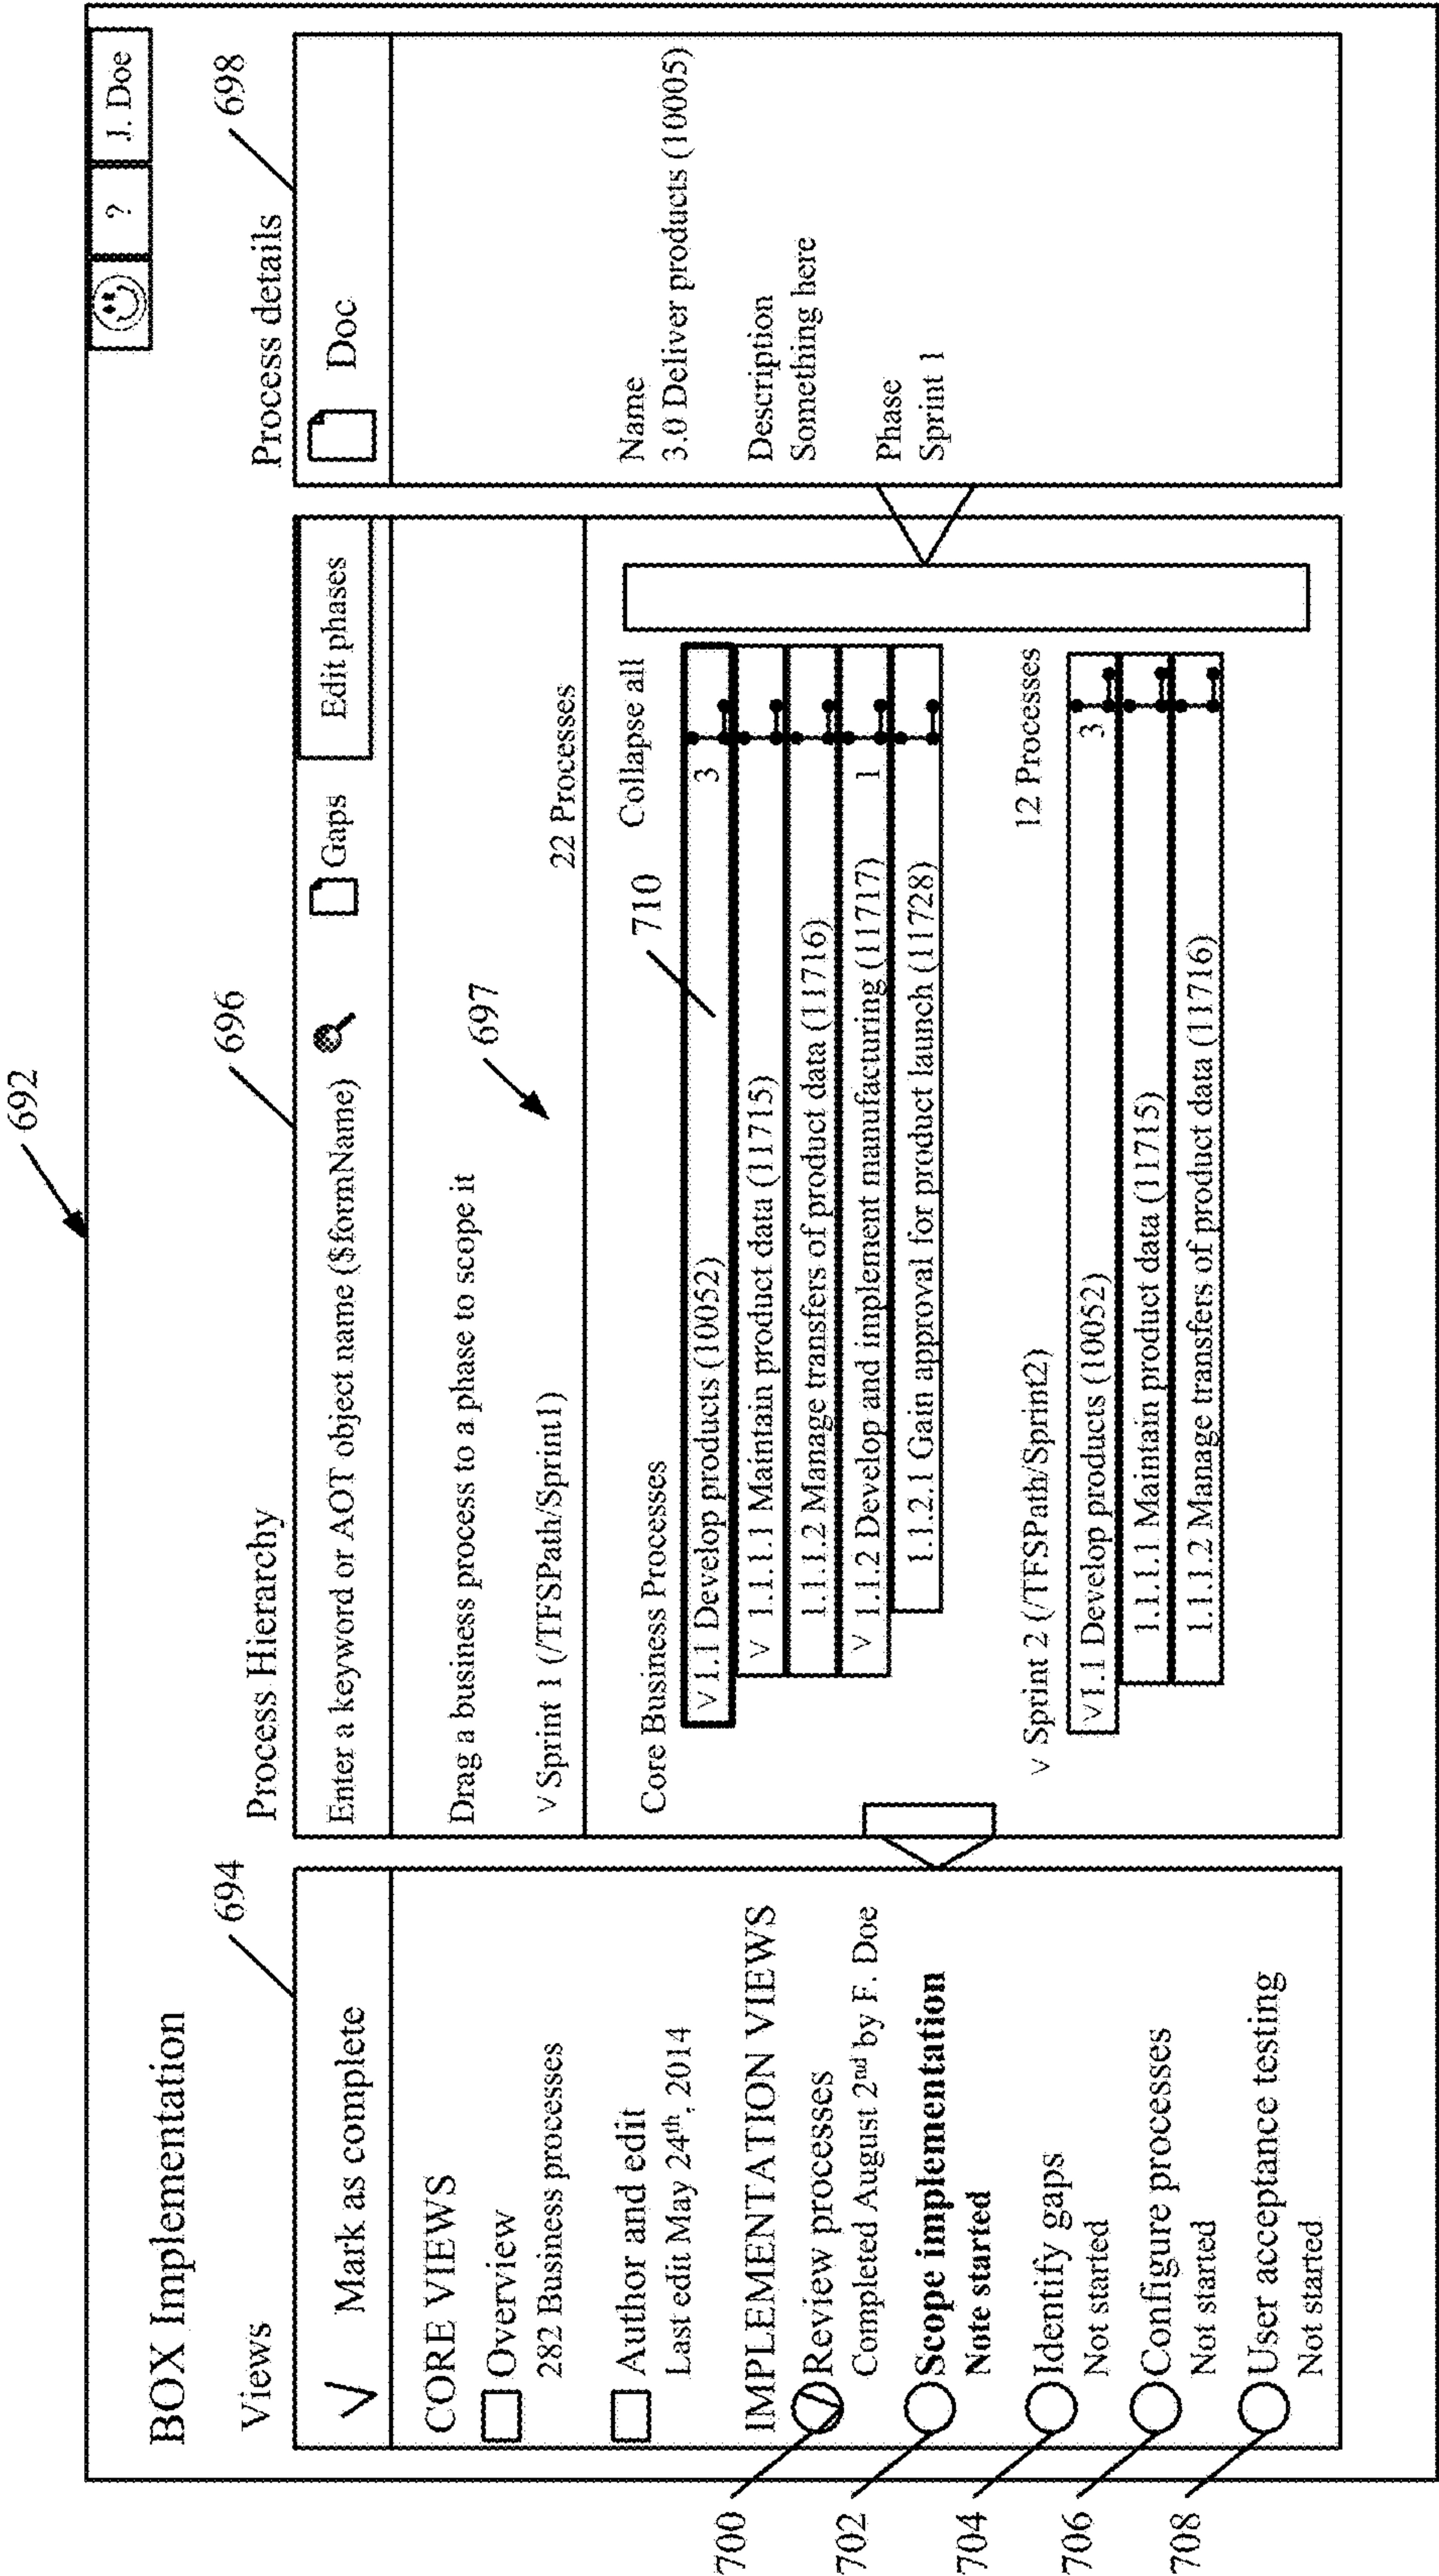 692
J. Doe
?
BOX Implementation
Views
694
Mark as complete
CORE VIEWS
Overview
282 Business processes
Author and edit
Last edit May 24th, 2014
IMPLEMENTATION VIEWS
700
Review processes
Completed August 2nd by F. Doe
702
Scope implementation
Note started
704
Identify gaps
Not started
706
Configure processes
Not started
708
User acceptance testing
Not started
Process Hierarchy
696
Enter a keyword or AOT object name ($formName)
Gaps
Edit phases
Drag a business process to a phase to scope it
697
V Sprint 1 (/TFSPath/Sprint1)
22 Processes
Core Business Processes
710
Collapse all
V 1.1 Develop products (10052)
3
V 1.1.1.1 Maintain product data (11715)
1.1.1.2 Manage transfers of product data (11716)
V 1.1.2 Develop and implement manufacturing (11717)
1
1.1.2.1 Gain approval for product launch (11728)
V Sprint 2 (/TFSPath/Sprint2)
12 Processes
V1.1 Develop products (10052)
3
1.1.1.1 Maintain product data (11715)
1.1.1.2 Manage transfers of product data (11716)
Process details
698
Doc
Name
3.0 Deliver products (10005)
Description
Something here
Phase
Sprint 1